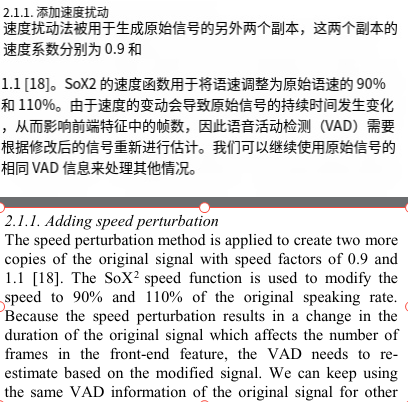 2.1.1. 添加速度扰动
速度扰动法被用于生成原始信号的另外两个副本，这两个副本的
速度系数分别为 0.9 和
1.1 [18]。SoX2 的速度函数用于将语速调整为原始语速的 90%
和 110%。由于速度的变动会导致原始信号的持续时间发生变化
，从而影响前端特征中的帧数，因此语音活动检测（VAD）需要
根据修改后的信号重新进行估计。我们可以继续使用原始信号的
相同 VAD 信息来处理其他情况。
2.1.1. Adding speed perturbation
The speed perturbation method is applied to create two more
copies of the original signal with speed factors of 0.9 and
1.1 [18]. The SoX² speed function is used to modify the
speed to 90% and 110% of the original speaking rate.
Because the speed perturbation results in a change in the
duration of the original signal which affects the number of
frames in the front-end feature, the VAD needs to re-
estimate based on the modified signal. We can keep using
the same VAD information of the original signal for other